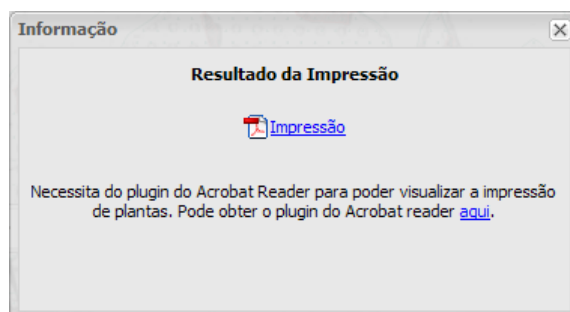 Informação
Resultado da Impressão
Impressão
Necessita do plugin do Acrobat Reader para poder visualizar a impressão
de plantas. Pode obter o plugin do Acrobat reader aqui.